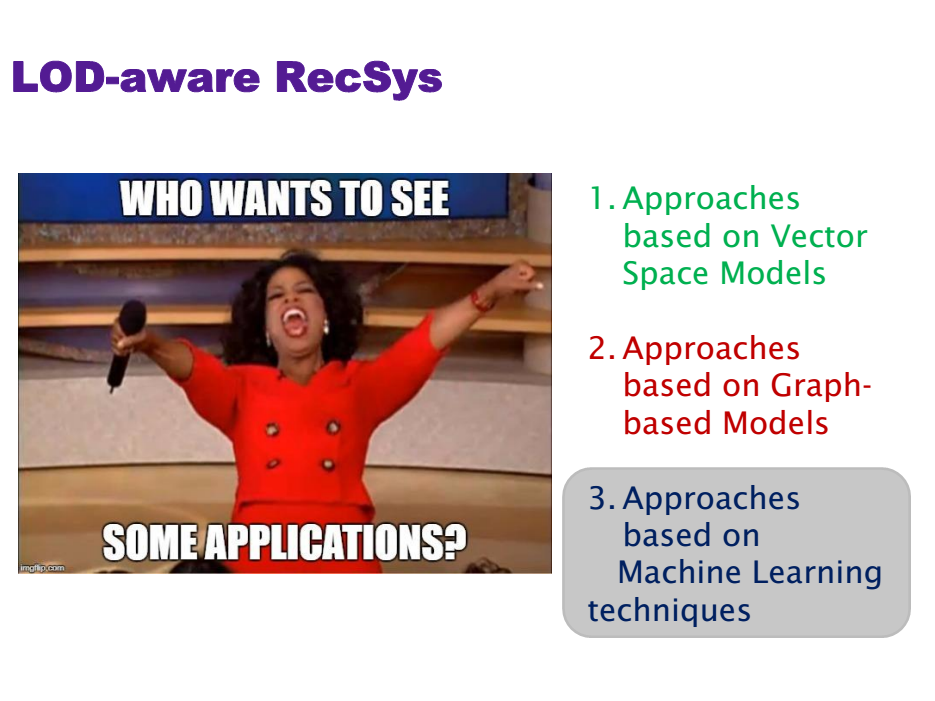 LOD-aware RecSys
WHO WANTS TO SEE
SOME APPLICATIONS?
imgflip.com
1. Approaches
based on Vector
Space Models
2. Approaches
based on Graph-
based Models
3. Approaches
based on
Machine Learning
techniques